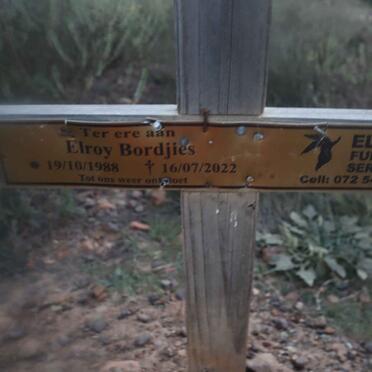 Ter ere aan
Elroy Bordjies
19/10/1988 † 16/07/2022
Tot ons weer ontmoet
EL
FU
SER
Cell: 072 5